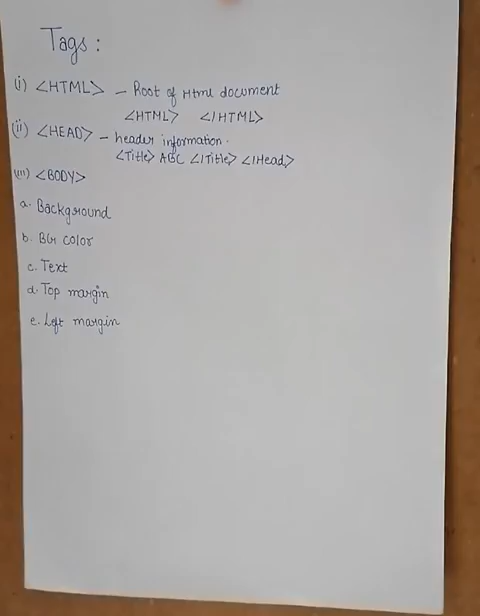 Tags :
(i) <HTML> - Root of Html document
<HTML> </HTML>
(ii) <HEAD> - header information.
<Title> ABC </Title> </Head>
(iii) <BODY>
a. Background
b. BG color
c. Text
d. Top margin
e. Left margin